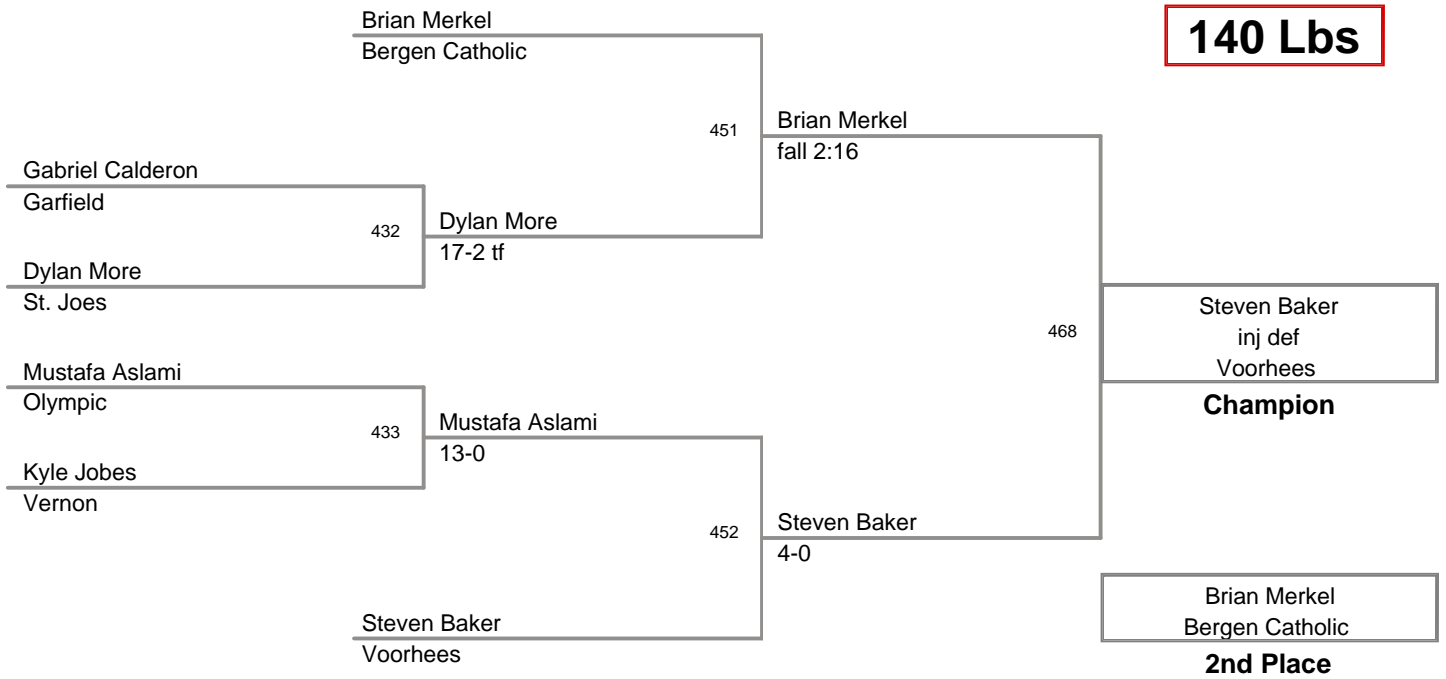 Brian Merkel
Bergen Catholic
140 Lbs
451
Brian Merkel
fall 2:16
Gabriel Calderon
Garfield
432
Dylan More
17-2 tf
Dylan More
St. Joes
468
Steven Baker
inj def
Voorhees
Champion
Mustafa Aslami
Olympic
433
Mustafa Aslami
13-0
Kyle Jobes
Vernon
452
Steven Baker
4-0
Steven Baker
Voorhees
Brian Merkel
Bergen Catholic
2nd Place